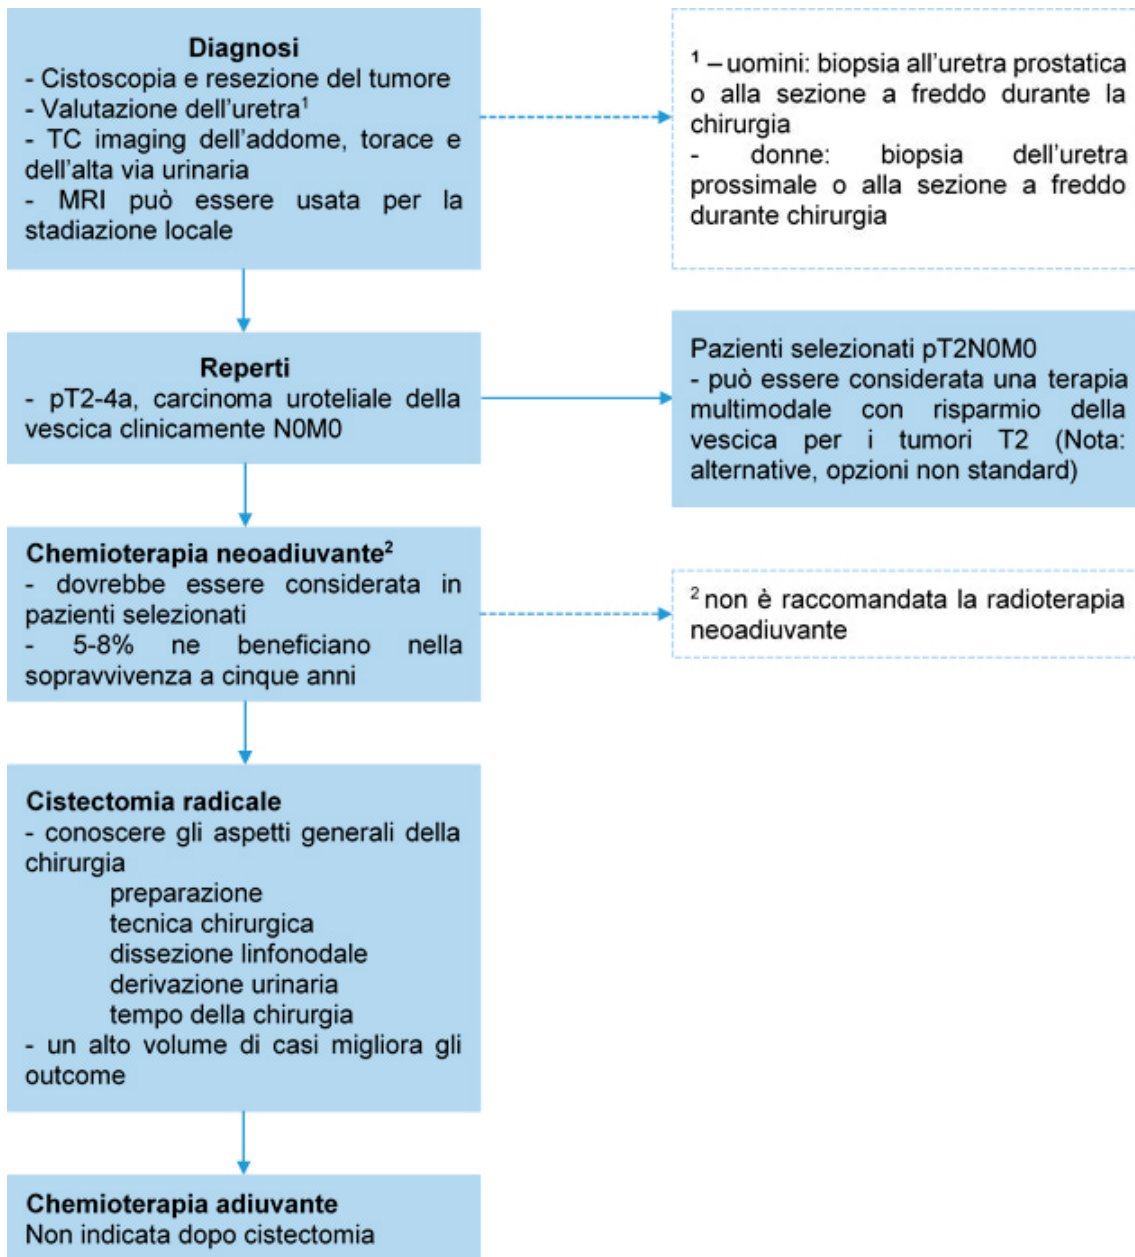 Diagnosi
- Cistoscopia e resezione del tumore
- Valutazione dell'uretra¹
- TC imaging dell'addome, torace e
dell'alta via urinaria
- MRI può essere usata per la
stadiazione locale
¹ – uomini: biopsia all'uretra prostatica
o alla sezione a freddo durante la
chirurgia
- donne: biopsia dell'uretra
prossimale o alla sezione a freddo
durante chirurgia
Reperti
- pT2-4a, carcinoma uroteliale della
vescica clinicamente N0M0
Pazienti selezionati pT2N0M0
- può essere considerata una terapia
multimodale con risparmio della
vescica per i tumori T2 (Nota:
alternative, opzioni non standard)
Chemioterapia neoadiuvante²
- dovrebbe essere considerata in
pazienti selezionati
- 5-8% ne beneficiano nella
sopravvivenza a cinque anni
² non è raccomandata la radioterapia
neoadiuvante
Cistectomia radicale
- conoscere gli aspetti generali della
chirurgia
preparazione
tecnica chirurgica
dissezione linfonodale
derivazione urinaria
tempo della chirurgia
- un alto volume di casi migliora gli
outcome
Chemioterapia adiuvante
Non indicata dopo cistectomia